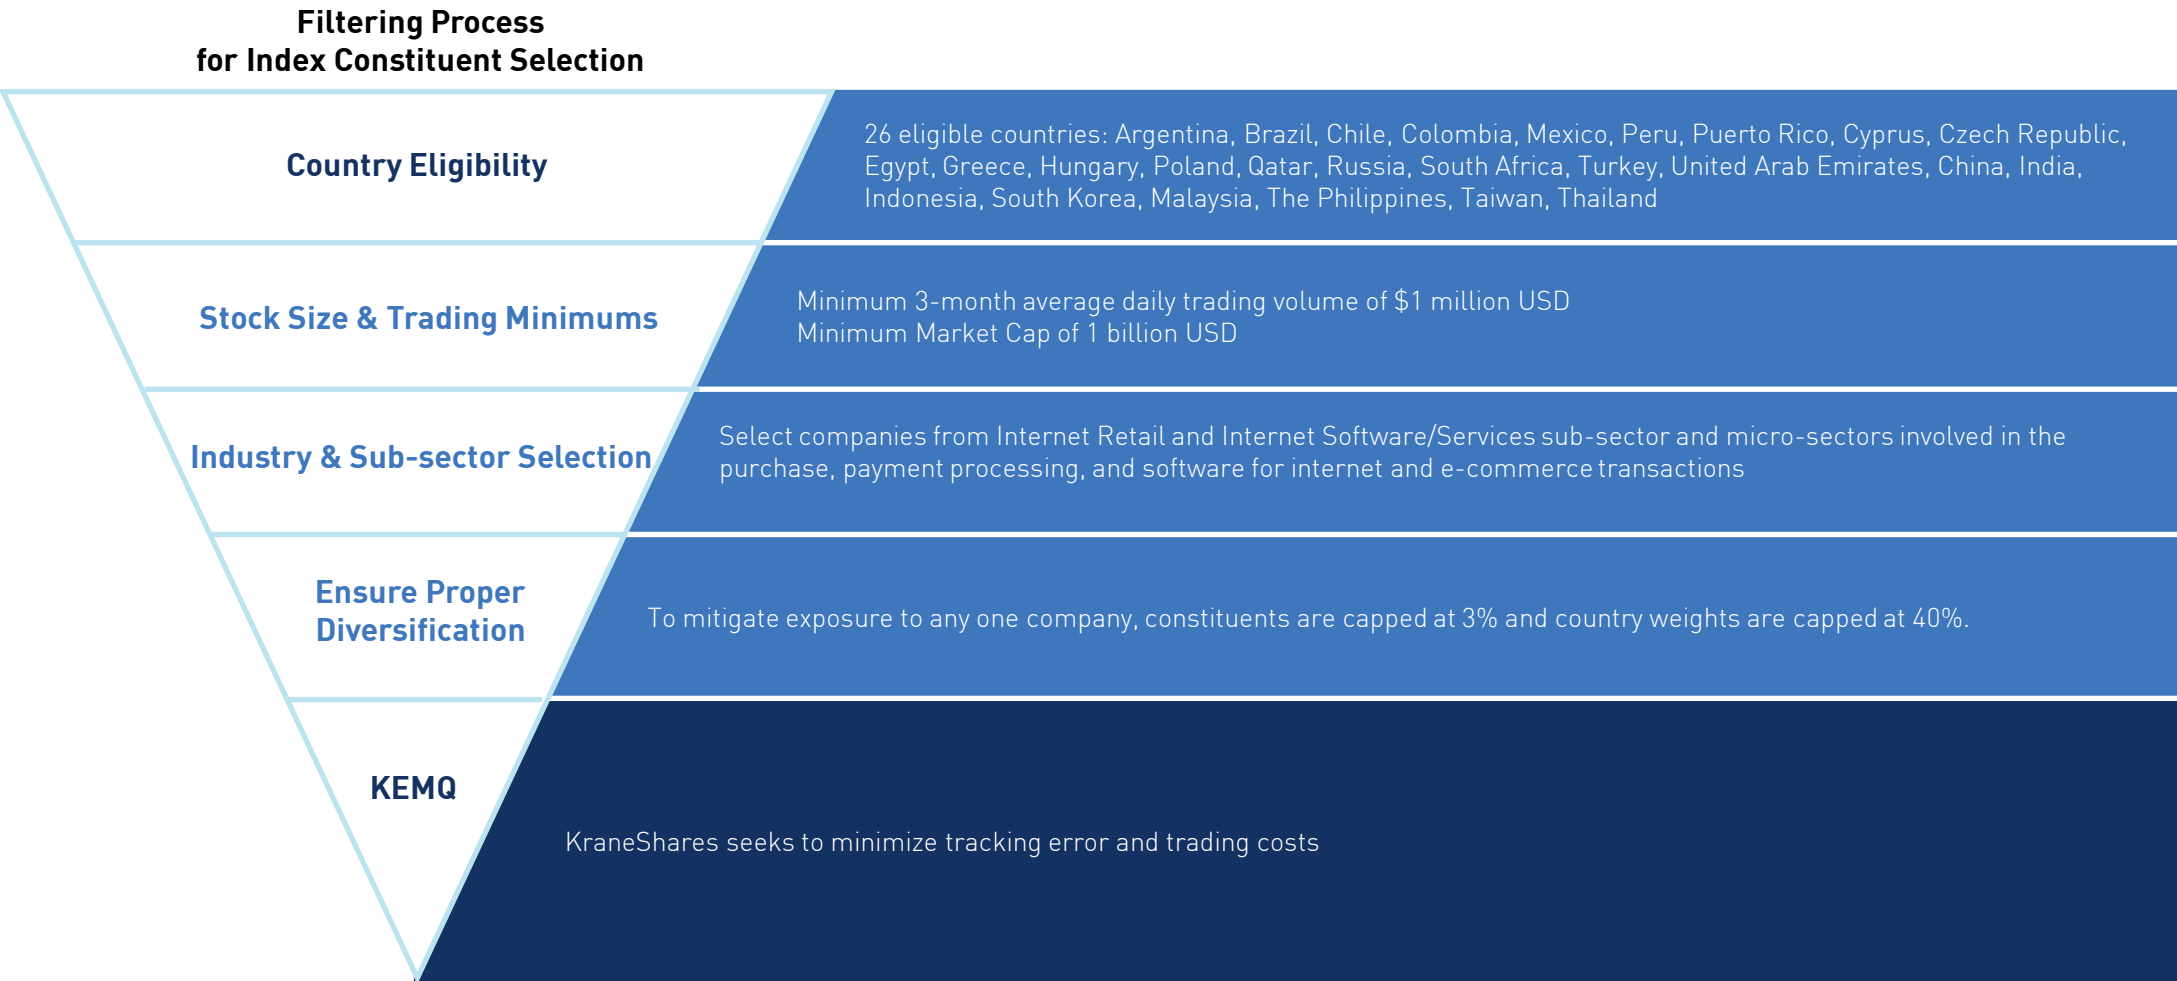 Filtering Process
for Index Constituent Selection
Country Eligibility
26 eligible countries: Argentina, Brazil, Chile, Colombia, Mexico, Peru, Puerto Rico, Cyprus, Czech Republic,
Egypt, Greece, Hungary, Poland, Qatar, Russia, South Africa, Turkey, United Arab Emirates, China, India,
Indonesia, South Korea, Malaysia, The Philippines, Taiwan, Thailand
Stock Size & Trading Minimums
Minimum 3-month average daily trading volume of $1 million USD
Minimum Market Cap of 1 billion USD
Industry & Sub-sector Selection
Select companies from Internet Retail and Internet Software/Services sub-sector and micro-sectors involved in the
purchase, payment processing, and software for internet and e-commerce transactions
Ensure Proper
Diversification
To mitigate exposure to any one company, constituents are capped at 3% and country weights are capped at 40%.
KEMQ
KraneShares seeks to minimize tracking error and trading costs